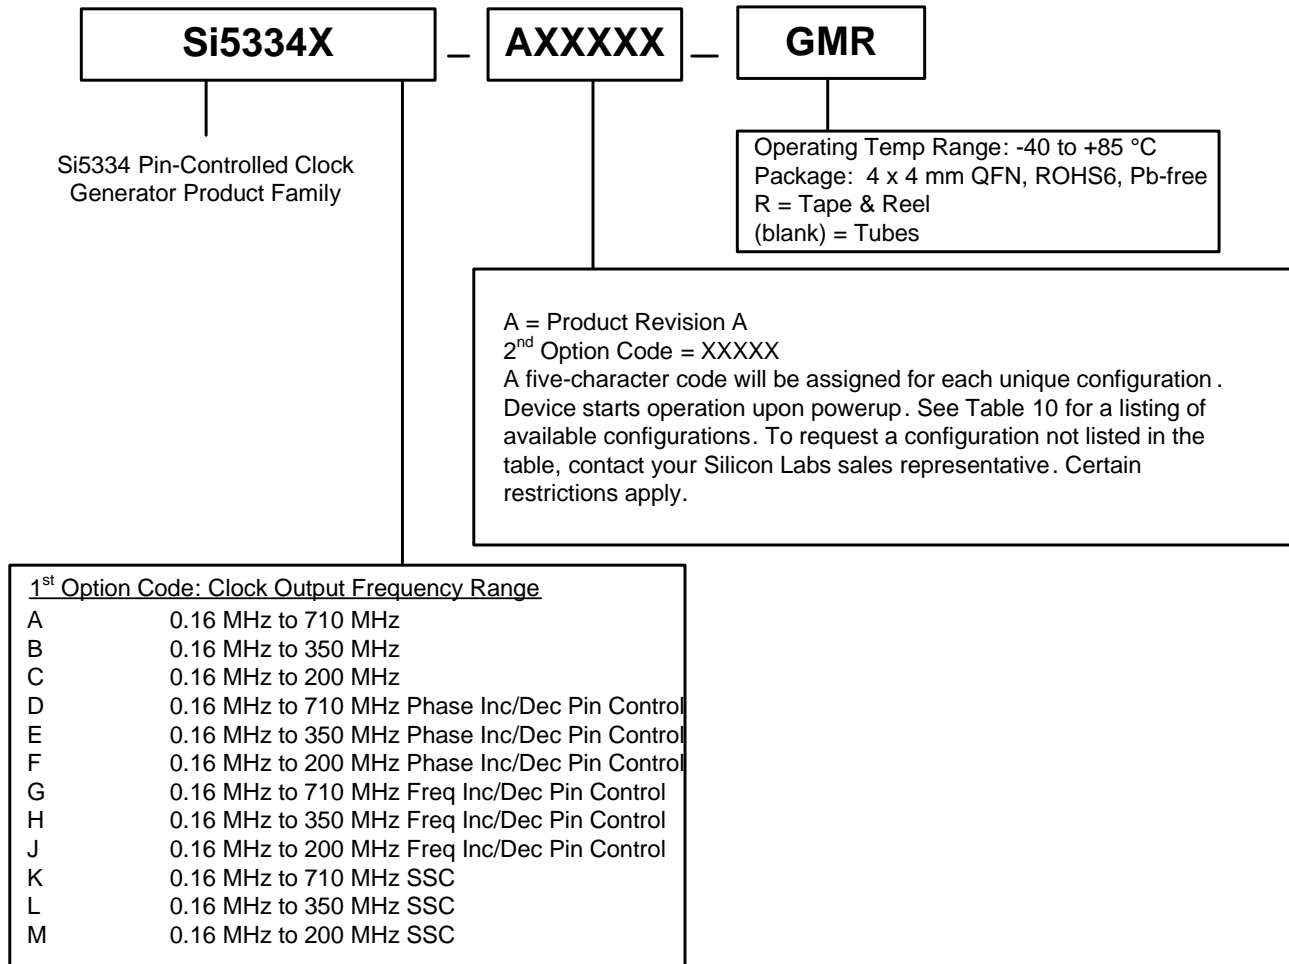 Si5334X – AXXXXX – GMR
Si5334 Pin-Controlled Clock
Generator Product Family
Operating Temp Range: -40 to +85 °C
Package: 4 x 4 mm QFN, ROHS6, Pb-free
R = Tape & Reel
(blank) = Tubes
A = Product Revision A
2nd Option Code = XXXXX
A five-character code will be assigned for each unique configuration.
Device starts operation upon powerup. See Table 10 for a listing of
available configurations. To request a configuration not listed in the
table, contact your Silicon Labs sales representative. Certain
restrictions apply.
1st Option Code: Clock Output Frequency Range
A 0.16 MHz to 710 MHz
B 0.16 MHz to 350 MHz
C 0.16 MHz to 200 MHz
D 0.16 MHz to 710 MHz Phase Inc/Dec Pin Control
E 0.16 MHz to 350 MHz Phase Inc/Dec Pin Control
F 0.16 MHz to 200 MHz Phase Inc/Dec Pin Control
G 0.16 MHz to 710 MHz Freq Inc/Dec Pin Control
H 0.16 MHz to 350 MHz Freq Inc/Dec Pin Control
J 0.16 MHz to 200 MHz Freq Inc/Dec Pin Control
K 0.16 MHz to 710 MHz SSC
L 0.16 MHz to 350 MHz SSC
M 0.16 MHz to 200 MHz SSC